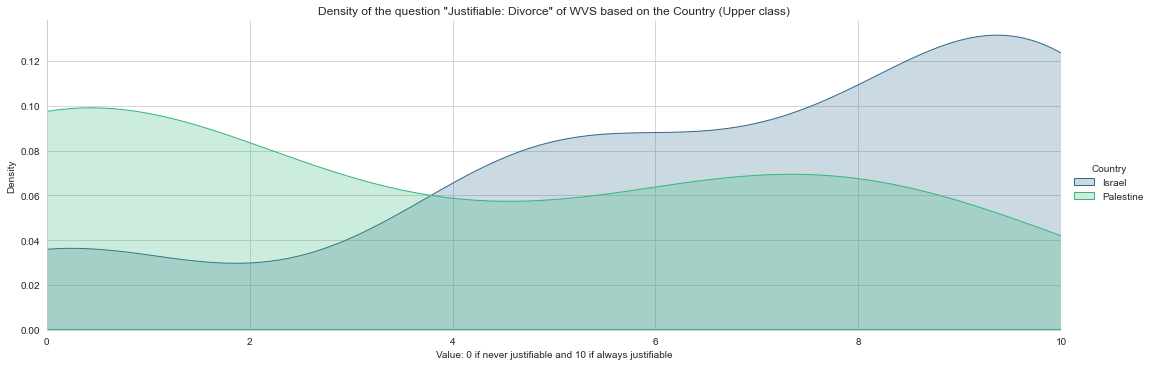 Density of the question "Justifiable: Divorce" of WVS based on the Country (Upper class)
0.12
0.10
0.08
0.06
0.04
0.02
0.00
Density
0 2 4 6 8 10
Value: 0 if never justifiable and 10 if always justifiable
Country
Israel
Palestine